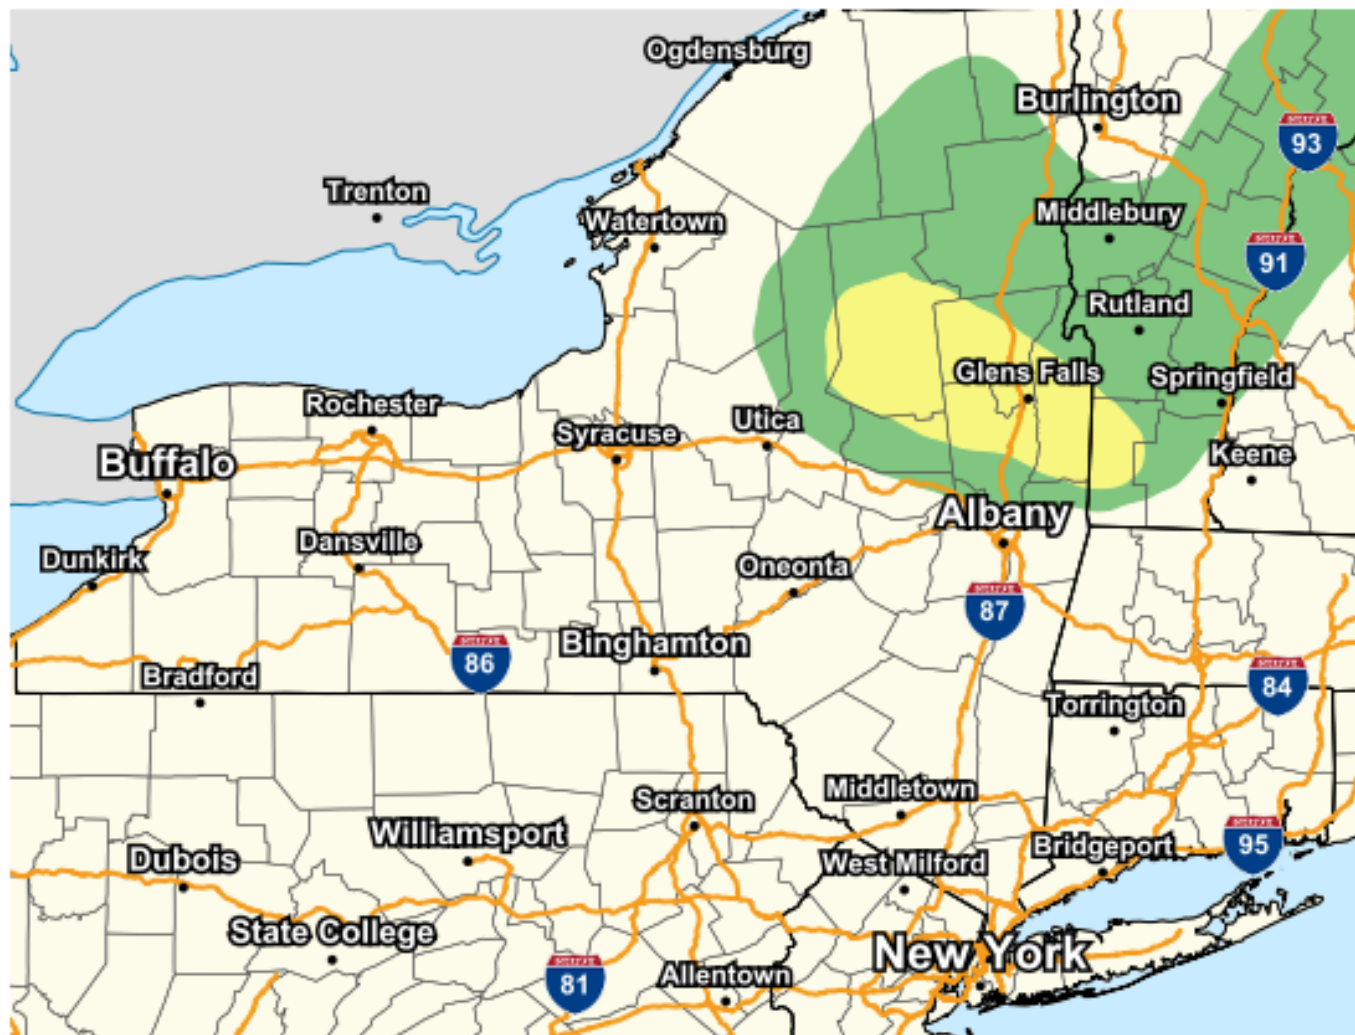 Ogdensburg
Burlington
93
Trenton
Watertown
Middlebury
91
Rutland
Glens Falls
Springfield
Rochester
Utica
Syracuse
Buffalo
Keene
Albany
Dansville
Dunkirk
Oneonta
87
Binghamton
86
Bradford
84
Torrington
Middletown
Scranton
Williamsport
95
Bridgeport
Dubois
West Milford
State College
New York
81
Allentown